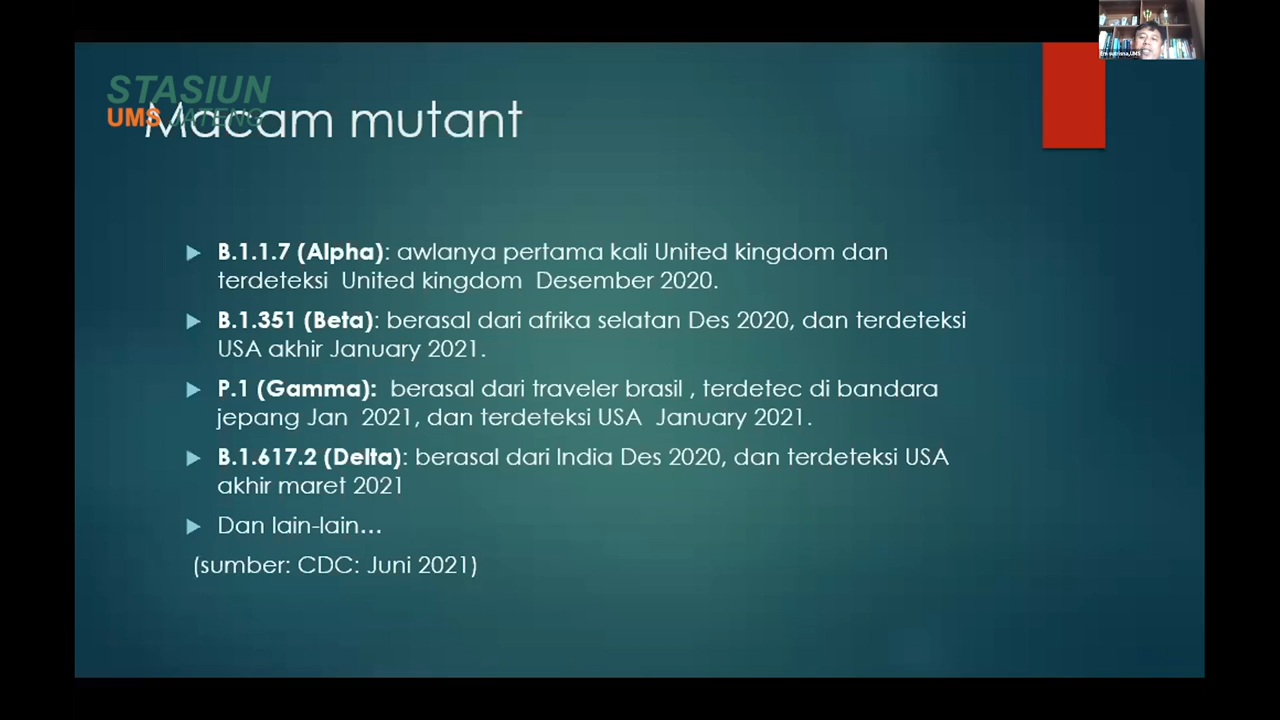 STASIUN
UMS JATENG
Macam mutant
B.1.1.7 (Alpha): awlanya pertama kali United kingdom dan
terdeteksi United kingdom Desember 2020.
B.1.351 (Beta): berasal dari afrika selatan Des 2020, dan terdeteksi
USA akhir January 2021.
P.1 (Gamma): berasal dari traveler brasil , terdetec di bandara
jepang Jan 2021, dan terdeteksi USA January 2021.
B.1.617.2 (Delta): berasal dari India Des 2020, dan terdeteksi USA
akhir maret 2021
Dan lain-lain…
(sumber: CDC: Juni 2021)